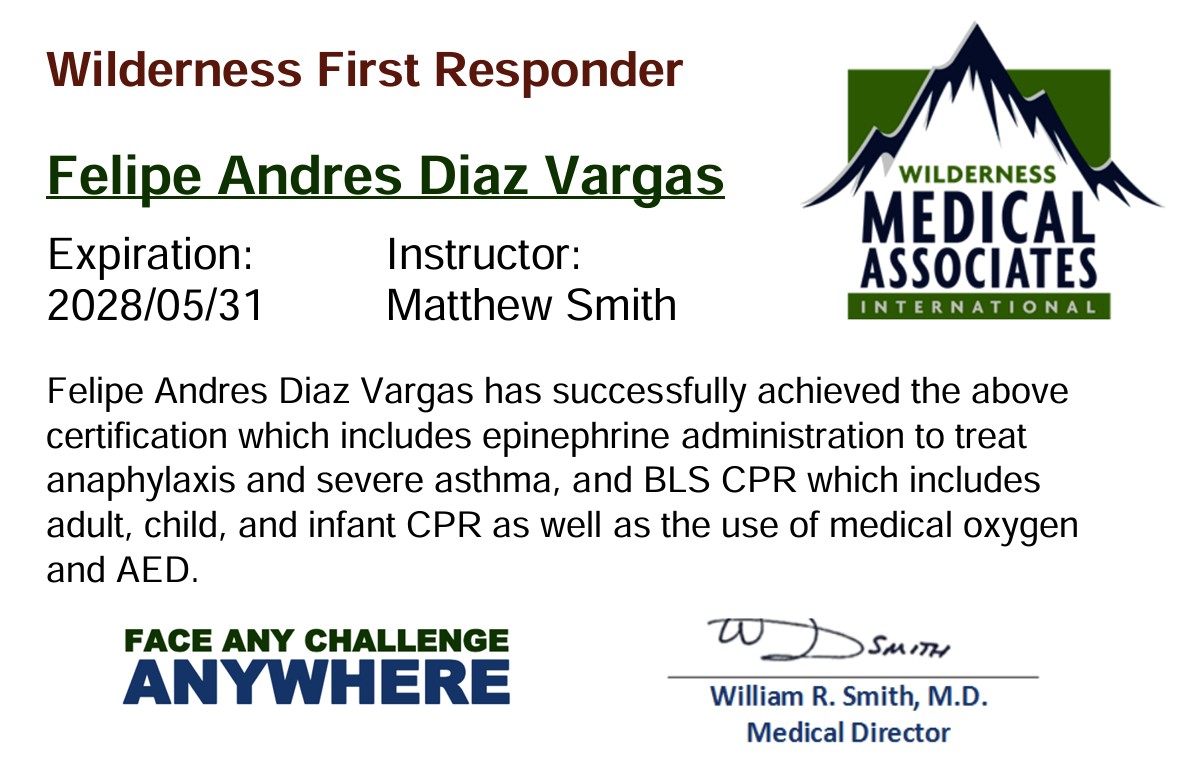 Wilderness First Responder
Felipe Andres Diaz Vargas
Expiration:
2028/05/31
Instructor:
Matthew Smith
WILDERNESS
MEDICAL
ASSOCIATES
INTERNATIONAL
Felipe Andres Diaz Vargas has successfully achieved the above
certification which includes epinephrine administration to treat
anaphylaxis and severe asthma, and BLS CPR which includes
adult, child, and infant CPR as well as the use of medical oxygen
and AED.
FACE ANY CHALLENGE
ANYWHERE
W D SMITH
William R. Smith, M.D.
Medical Director